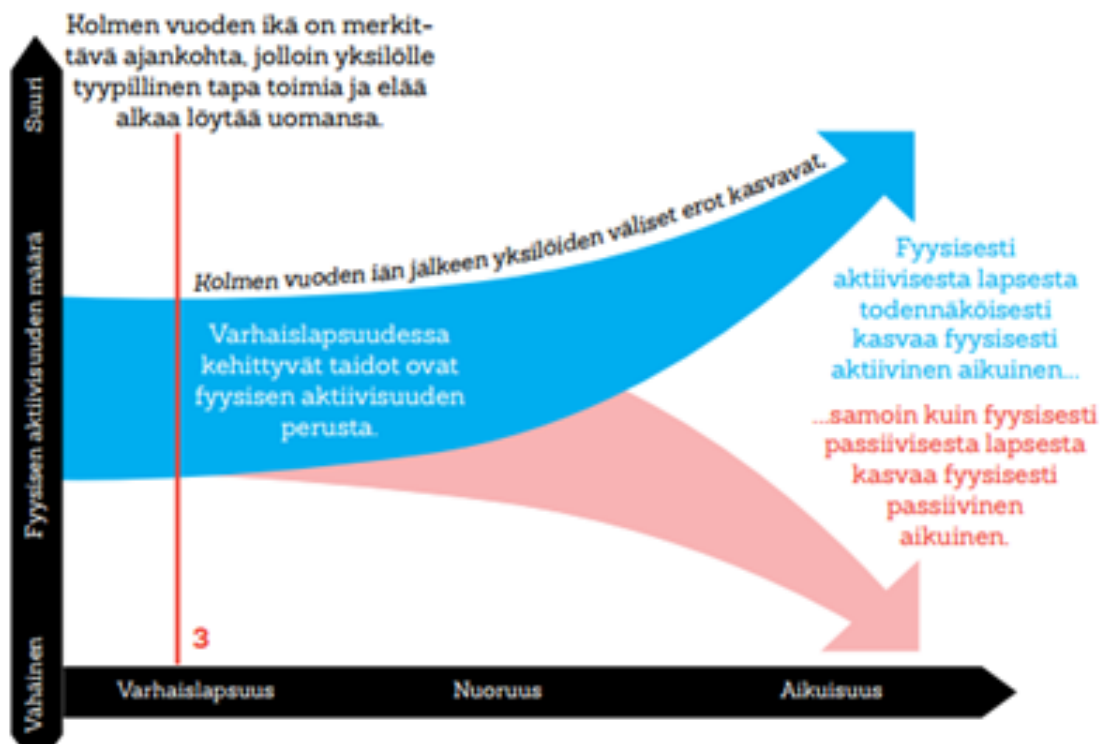 Kolmen vuoden ikä on merkit-
tävä ajankohta, jolloin yksilölle
tyypillinen tapa toimia ja elää
alkaa löytää uomansa.
Suuri
Fyysisen aktiivisuuden määrä
Vähäinen
Kolmen vuoden iän jälkeen yksilöiden väliset erot kasvavat.
Varhaislapsuudessa
kehittyvät taidot ovat
fyysisen aktiivisuuden
perusta.
Fyysisesti
aktiivisesta lapsesta
todennäköisesti
kasvaa fyysisesti
aktiivinen aikuinen...
...samoin kuin fyysisesti
passiivisesta lapsesta
kasvaa fyysisesti
passiivinen
aikuinen.
3
Varhaislapsuus
Nuoruus
Aikuisuus